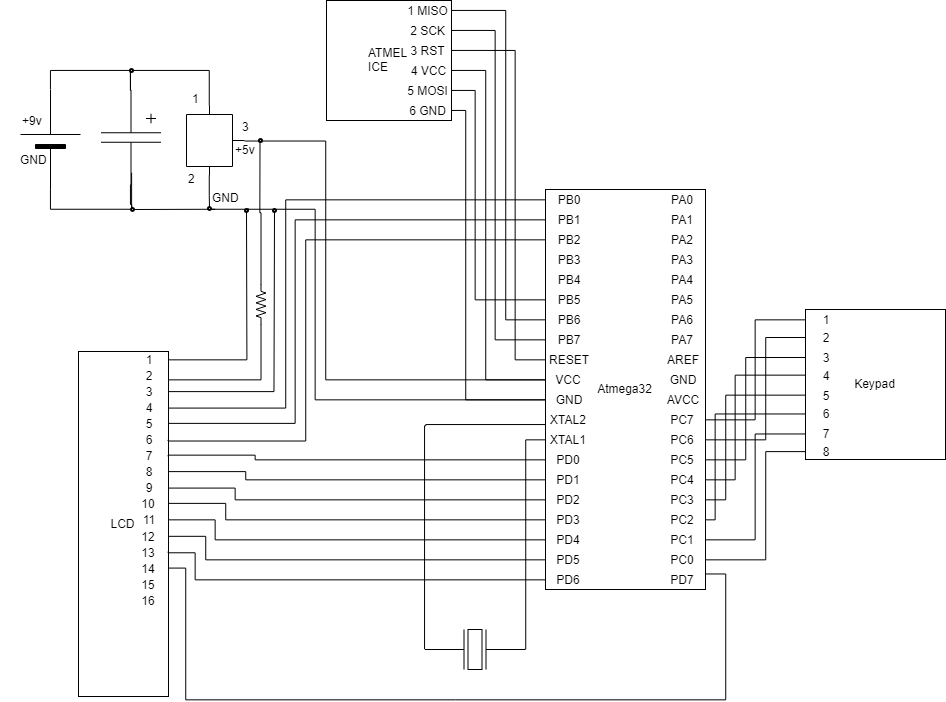 1 MISO
2 SCK
ATMEL 3 RST
ICE
4 VCC
5 MOSI
6 GND
1
+9v
+
3
+5v
GND
2
GND
PB0 PA0
PB1 PA1
PB2 PA2
PB3 PA3
PB4 PA4
PB5 PA5
PB6 PA6
PB7 PA7
RESET AREF
VCC GND
Atmega32
GND AVCC
XTAL2 PC7
XTAL1 PC6
PD0 PC5
PD1 PC4
PD2 PC3
PD3 PC2
PD4 PC1
PD5 PC0
PD6 PD7
1
2
3
4
5
6
7
8
Keypad
1
2
3
4
5
6
7
8
9
10
11
LCD
12
13
14
15
16